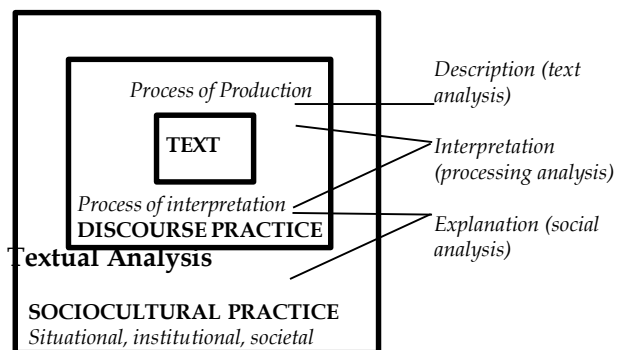 Process of Production
TEXT
Process of interpretation
DISCOURSE PRACTICE
Textual Analysis
SOCIOCULTURAL PRACTICE
Situational, institutional, societal
Description (text
analysis)
Interpretation
(processing analysis)
Explanation (social
analysis)